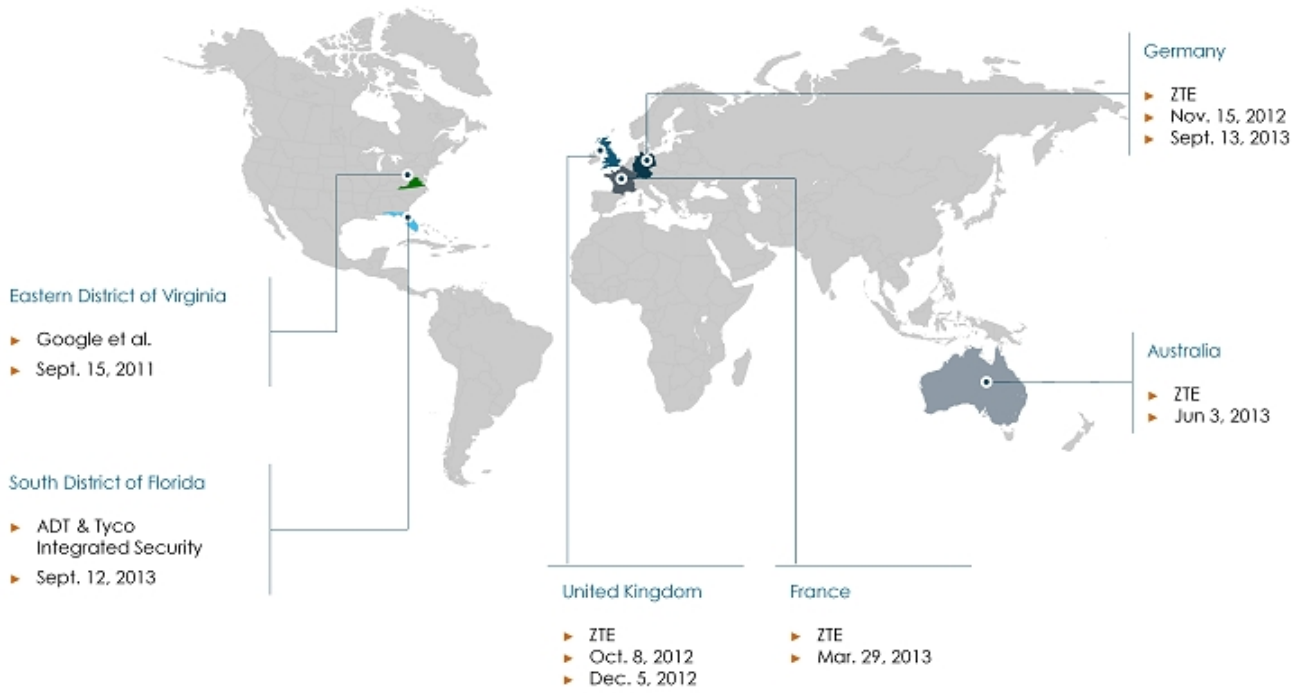 Germany
ZTE
Nov. 15, 2012
Sept. 13, 2013
Eastern District of Virginia
Google et al.
Sept. 15, 2011
Australia
ZTE
Jun 3, 2013
South District of Florida
ADT & Tyco
Integrated Security
Sept. 12, 2013
United Kingdom
ZTE
Oct. 8, 2012
Dec. 5, 2012
France
ZTE
Mar. 29, 2013